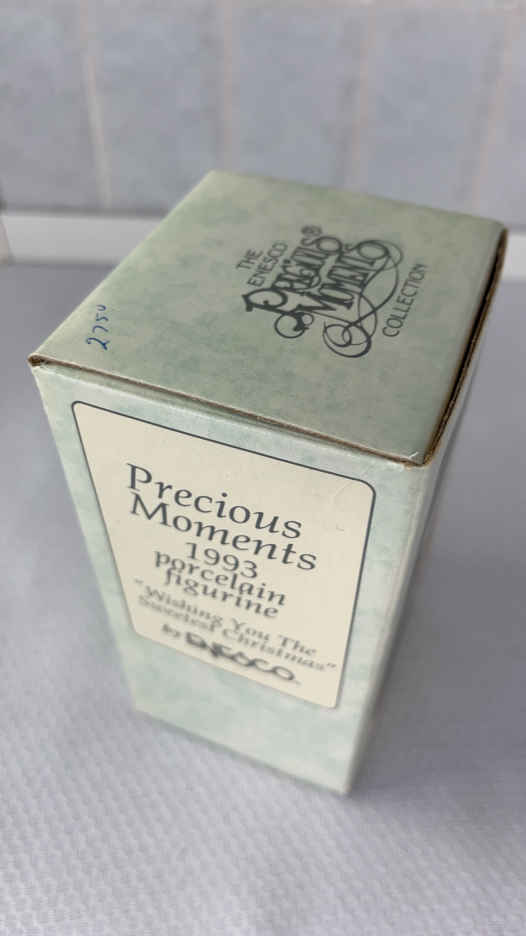 THE
ENESCO
PRECIOUS®
MOMENTS
COLLECTION
2750
Precious
Moments
1993
porcelain
figurine
"Wishing You The
Sweetest Christmas"
by ENESCO